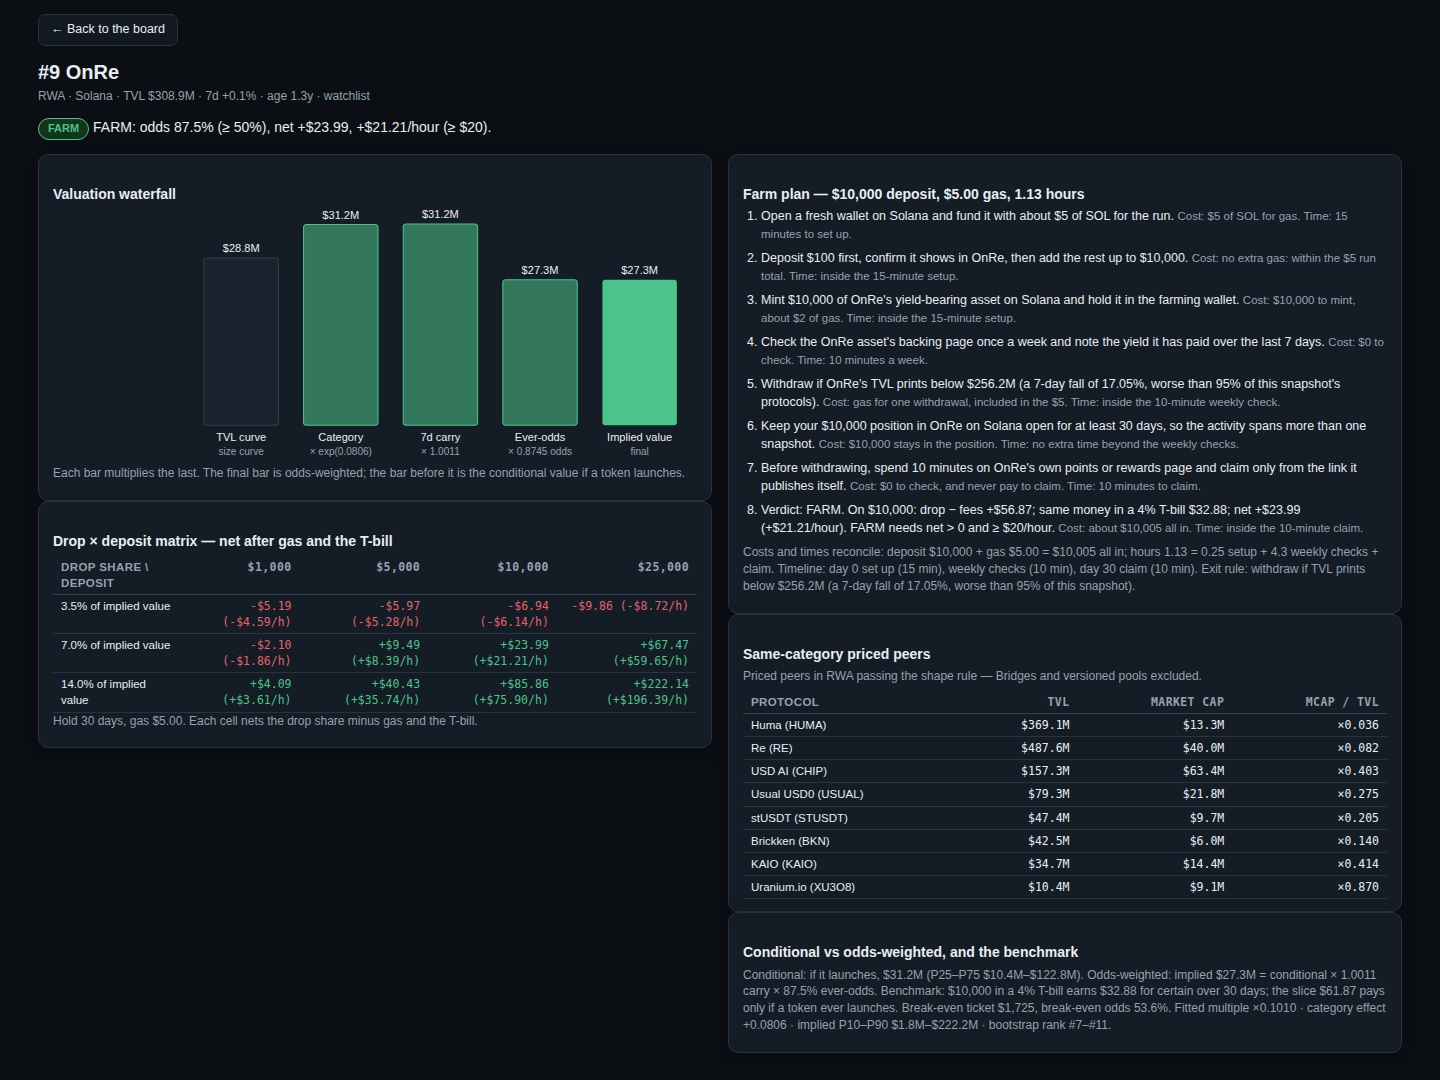 ← Back to the board
#9 OnRe
RWA · Solana · TVL $308.9M · 7d +0.1% · age 1.3y · watchlist
FARM FARM: odds 87.5% (≥ 50%), net +$23.99, +$21.21/hour (≥ $20).
Valuation waterfall
$28.8M $31.2M $31.2M $27.3M $27.3M
TVL curve Category 7d carry Ever-odds Implied value
size curve × exp(0.0806) × 1.0011 × 0.8745 odds final
Each bar multiplies the last. The final bar is odds-weighted; the bar before it is the conditional value if a token launches.
Drop × deposit matrix — net after gas and the T-bill
DROP SHARE \ $1,000 $5,000 $10,000 $25,000
DEPOSIT
3.5% of implied value -$5.19 -$5.97 -$6.94 -$9.86 (-$8.72/h)
(-$4.59/h) (-$5.28/h) (-$6.14/h)
7.0% of implied value -$2.10 +$9.49 +$23.99 +$67.47
(-$1.86/h) (+$8.39/h) (+$21.21/h) (+$59.65/h)
14.0% of implied +$4.09 +$40.43 +$85.86 +$222.14
value (+$3.61/h) (+$35.74/h) (+$75.90/h) (+$196.39/h)
Hold 30 days, gas $5.00. Each cell nets the drop share minus gas and the T-bill.
Farm plan — $10,000 deposit, $5.00 gas, 1.13 hours
1. Open a fresh wallet on Solana and fund it with about $5 of SOL for the run. Cost: $5 of SOL for gas. Time: 15
minutes to set up.
2. Deposit $100 first, confirm it shows in OnRe, then add the rest up to $10,000. Cost: no extra gas: within the $5 run
total. Time: inside the 15-minute setup.
3. Mint $10,000 of OnRe's yield-bearing asset on Solana and hold it in the farming wallet. Cost: $10,000 to mint,
about $2 of gas. Time: inside the 15-minute setup.
4. Check the OnRe asset's backing page once a week and note the yield it has paid over the last 7 days. Cost: $0 to
check. Time: 10 minutes a week.
5. Withdraw if OnRe's TVL prints below $256.2M (a 7-day fall of 17.05%, worse than 95% of this snapshot's
protocols). Cost: gas for one withdrawal, included in the $5. Time: inside the 10-minute weekly check.
6. Keep your $10,000 position in OnRe on Solana open for at least 30 days, so the activity spans more than one
snapshot. Cost: $10,000 stays in the position. Time: no extra time beyond the weekly checks.
7. Before withdrawing, spend 10 minutes on OnRe's own points or rewards page and claim only from the link it
publishes itself. Cost: $0 to check, and never pay to claim. Time: 10 minutes to claim.
8. Verdict: FARM. On $10,000: drop − fees +$56.87; same money in a 4% T-bill $32.88; net +$23.99
(+$21.21/hour). FARM needs net > 0 and ≥ $20/hour. Cost: about $10,005 all in. Time: inside the 10-minute claim.
Costs and times reconcile: deposit $10,000 + gas $5.00 = $10,005 all in; hours 1.13 = 0.25 setup + 4.3 weekly checks +
claim. Timeline: day 0 set up (15 min), weekly checks (10 min), day 30 claim (10 min). Exit rule: withdraw if TVL prints
below $256.2M (a 7-day fall of 17.05%, worse than 95% of this snapshot).
Same-category priced peers
Priced peers in RWA passing the shape rule — Bridges and versioned pools excluded.
PROTOCOL TVL MARKET CAP MCAP / TVL
Huma (HUMA) $369.1M $13.3M ×0.036
Re (RE) $487.6M $40.0M ×0.082
USD AI (CHIP) $157.3M $63.4M ×0.403
Usual USD0 (USUAL) $79.3M $21.8M ×0.275
stUSDT (STUSDT) $47.4M $9.7M ×0.205
Brickken (BKN) $42.5M $6.0M ×0.140
KAIO (KAIO) $34.7M $14.4M ×0.414
Uranium.io (XU3O8) $10.4M $9.1M ×0.870
Conditional vs odds-weighted, and the benchmark
Conditional: if it launches, $31.2M (P25–P75 $10.4M–$122.8M). Odds-weighted: implied $27.3M = conditional × 1.0011
carry × 87.5% ever-odds. Benchmark: $10,000 in a 4% T-bill earns $32.88 for certain over 30 days; the slice $61.87 pays
only if a token ever launches. Break-even ticket $1,725, break-even odds 53.6%. Fitted multiple ×0.1010 · category effect
+0.0806 · implied P10–P90 $1.8M–$222.2M · bootstrap rank #7–#11.